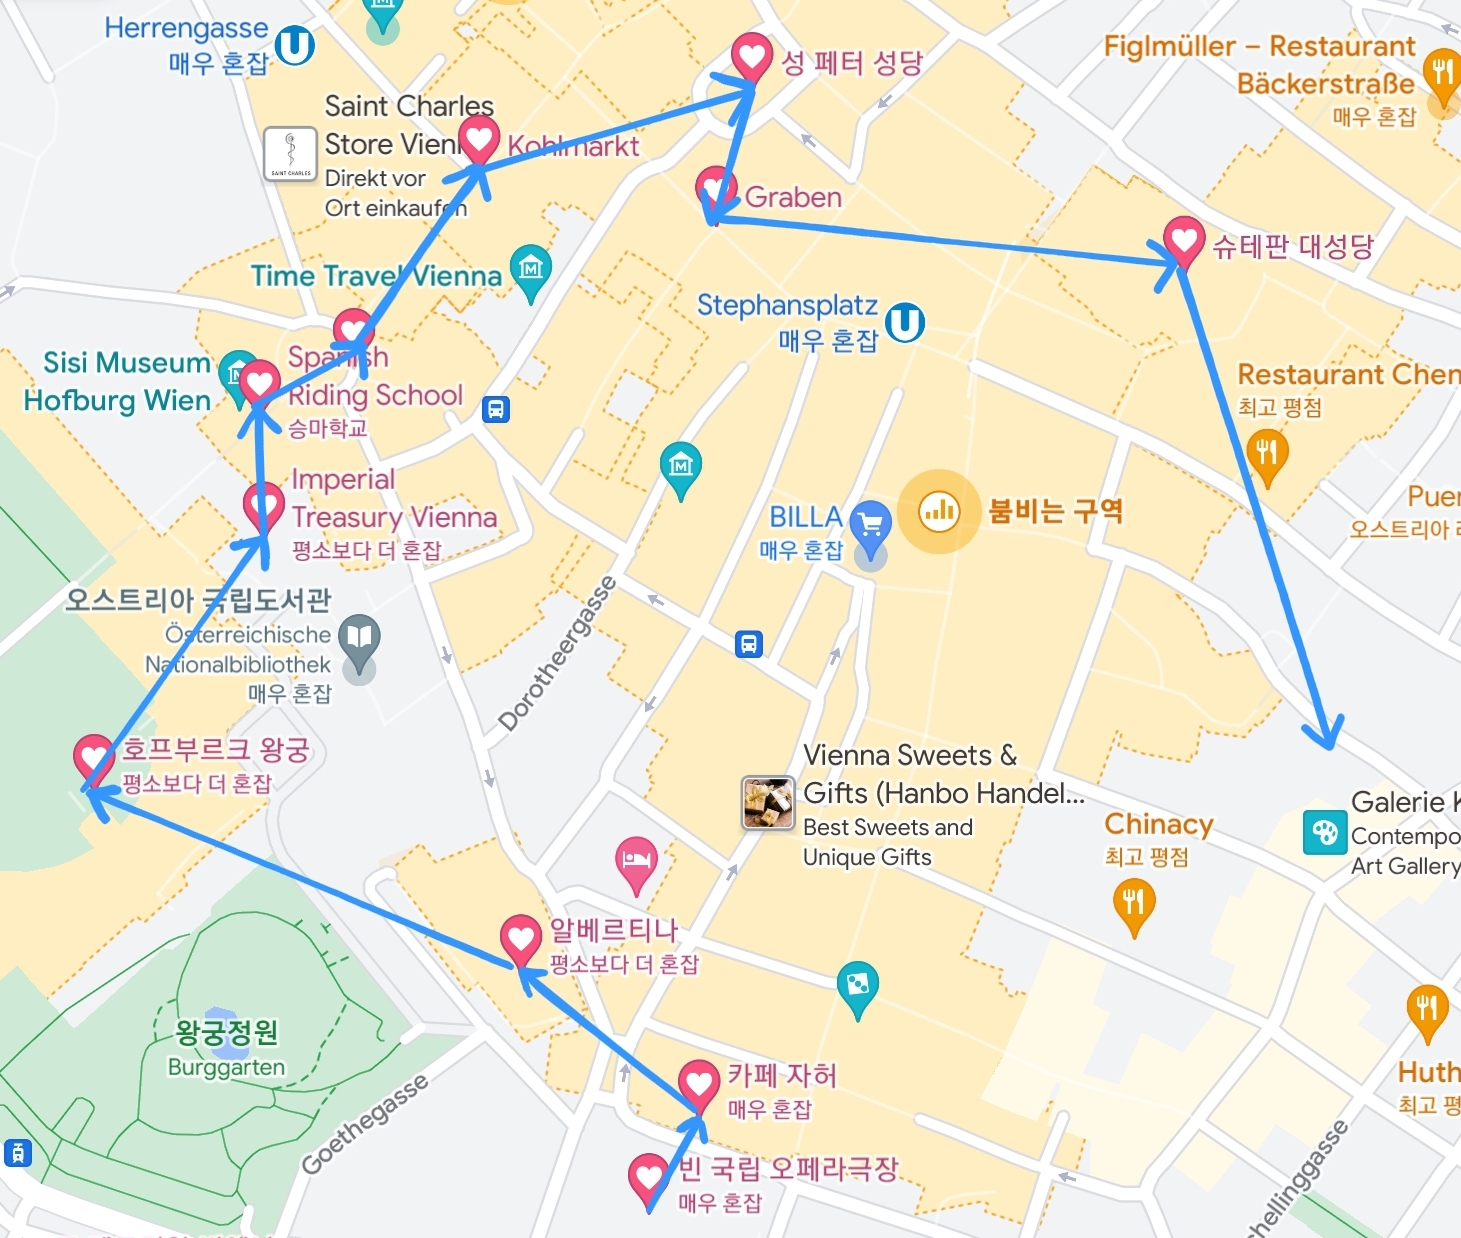 Herrengasse
매우 혼잡
성 페터 성당
Figlmüller – Restaurant
Bäckerstraße
매우 혼잡
Saint Charles
Store Vienn
Direkt vor
Ort einkaufen
SAINT CHARLES
Kohlmarkt
Graben
슈테판 대성당
Time Travel Vienna
Stephansplatz
매우 혼잡
Sisi Museum
Hofburg Wien
Spanish
Riding School
승마학교
Restaurant Chen
최고 평점
Imperial
Treasury Vienna
평소보다 더 혼잡
BILLA
매우 혼잡
붐비는 구역
Puer
오스트리아 레
오스트리아 국립도서관
Österreichische
Nationalbibliothek
매우 혼잡
Dorotheergasse
호프부르크 왕궁
평소보다 더 혼잡
Vienna Sweets &
Gifts (Hanbo Handel...
Best Sweets and
Unique Gifts
Chinacy
최고 평점
Galerie K
Contempo
Art Gallery
알베르티나
평소보다 더 혼잡
왕궁정원
Burggarten
Goethegasse
카페 자허
매우 혼잡
Huth
최고 평
빈 국립 오페라극장
매우 혼잡
hellinggasse